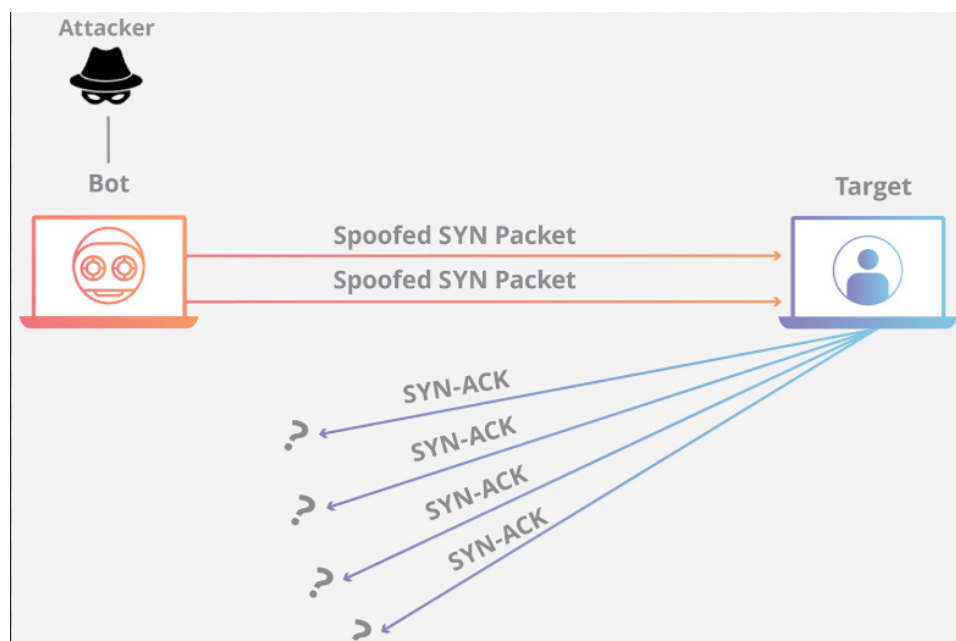 Attacker
Bot
Target
Spoofed SYN Packet
Spoofed SYN Packet
SYN-ACK
?
SYN-ACK
?
SYN-ACK
?
SYN-ACK
?